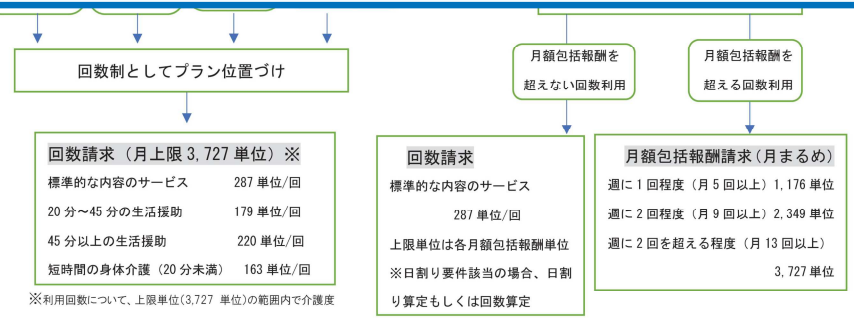 回数制としてプラン位置づけ
月額包括報酬を
超えない回数利用
月額包括報酬を
超える回数利用
回数請求（月上限 3,727 単位）※
標準的な内容のサービス 287 単位/回
20 分～45 分の生活援助 179 単位/回
45 分以上の生活援助 220 単位/回
短時間の身体介護（20 分未満） 163 単位/回
※利用回数について、上限単位(3,727 単位)の範囲内で介護度
回数請求
標準的な内容のサービス
287 単位/回
上限単位は各月額包括報酬単位
※日割り要件該当の場合、日割
り算定もしくは回数算定
月額包括報酬請求（月まるめ）
週に 1 回程度（月 5 回以上）1,176 単位
週に 2 回程度（月 9 回以上）2,349 単位
週に 2 回を超える程度（月 13 回以上）
3,727 単位